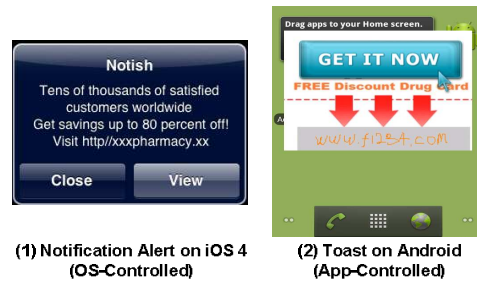 Notish
Tens of thousands of satisfied
customers worldwide
Get savings up to 80 percent off!
Visit http//xxxpharmacy.xx
Close
View
(1) Notification Alert on iOS 4
(OS-Controlled)
Drag apps to your Home screen.
GET IT NOW
FREE Discount Drug Card
www.f1234.com
(2) Toast on Android
(App-Controlled)